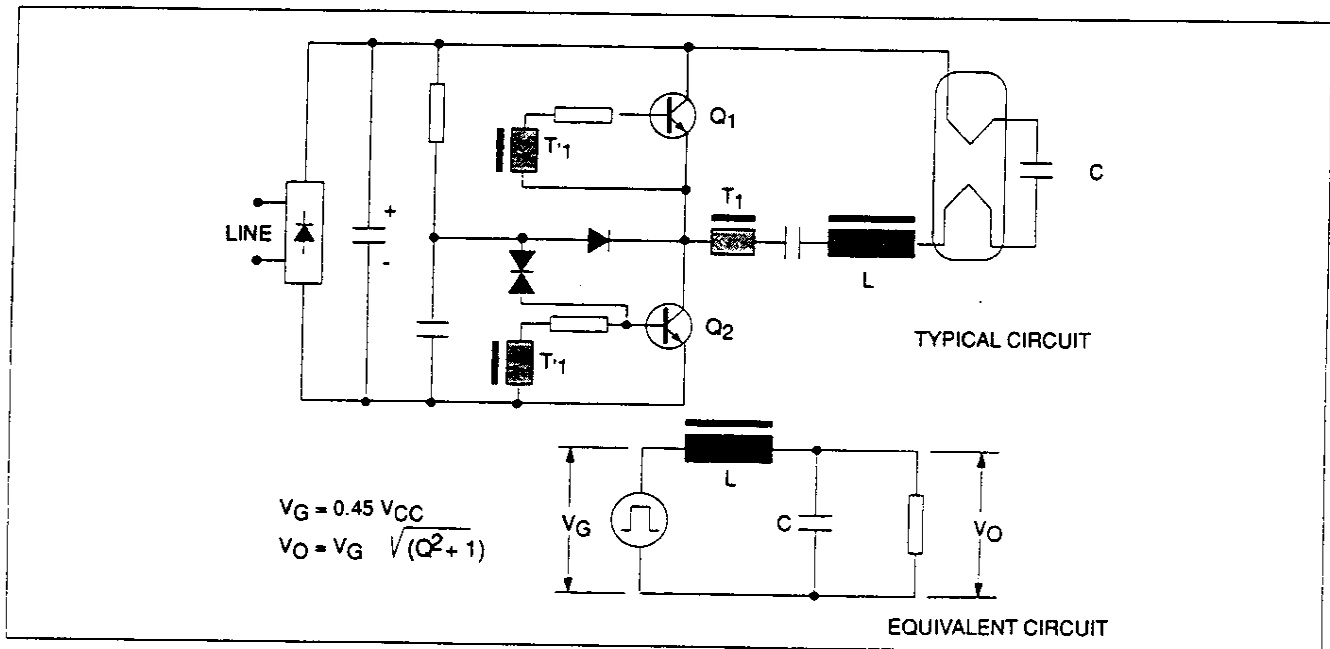 Q1
T'1
C
T1
+
LINE
-
L
Q2
T'1
TYPICAL CIRCUIT
L
VG = 0.45 VCC
VO = VG √(Q² + 1)
VG
C
VO
EQUIVALENT CIRCUIT